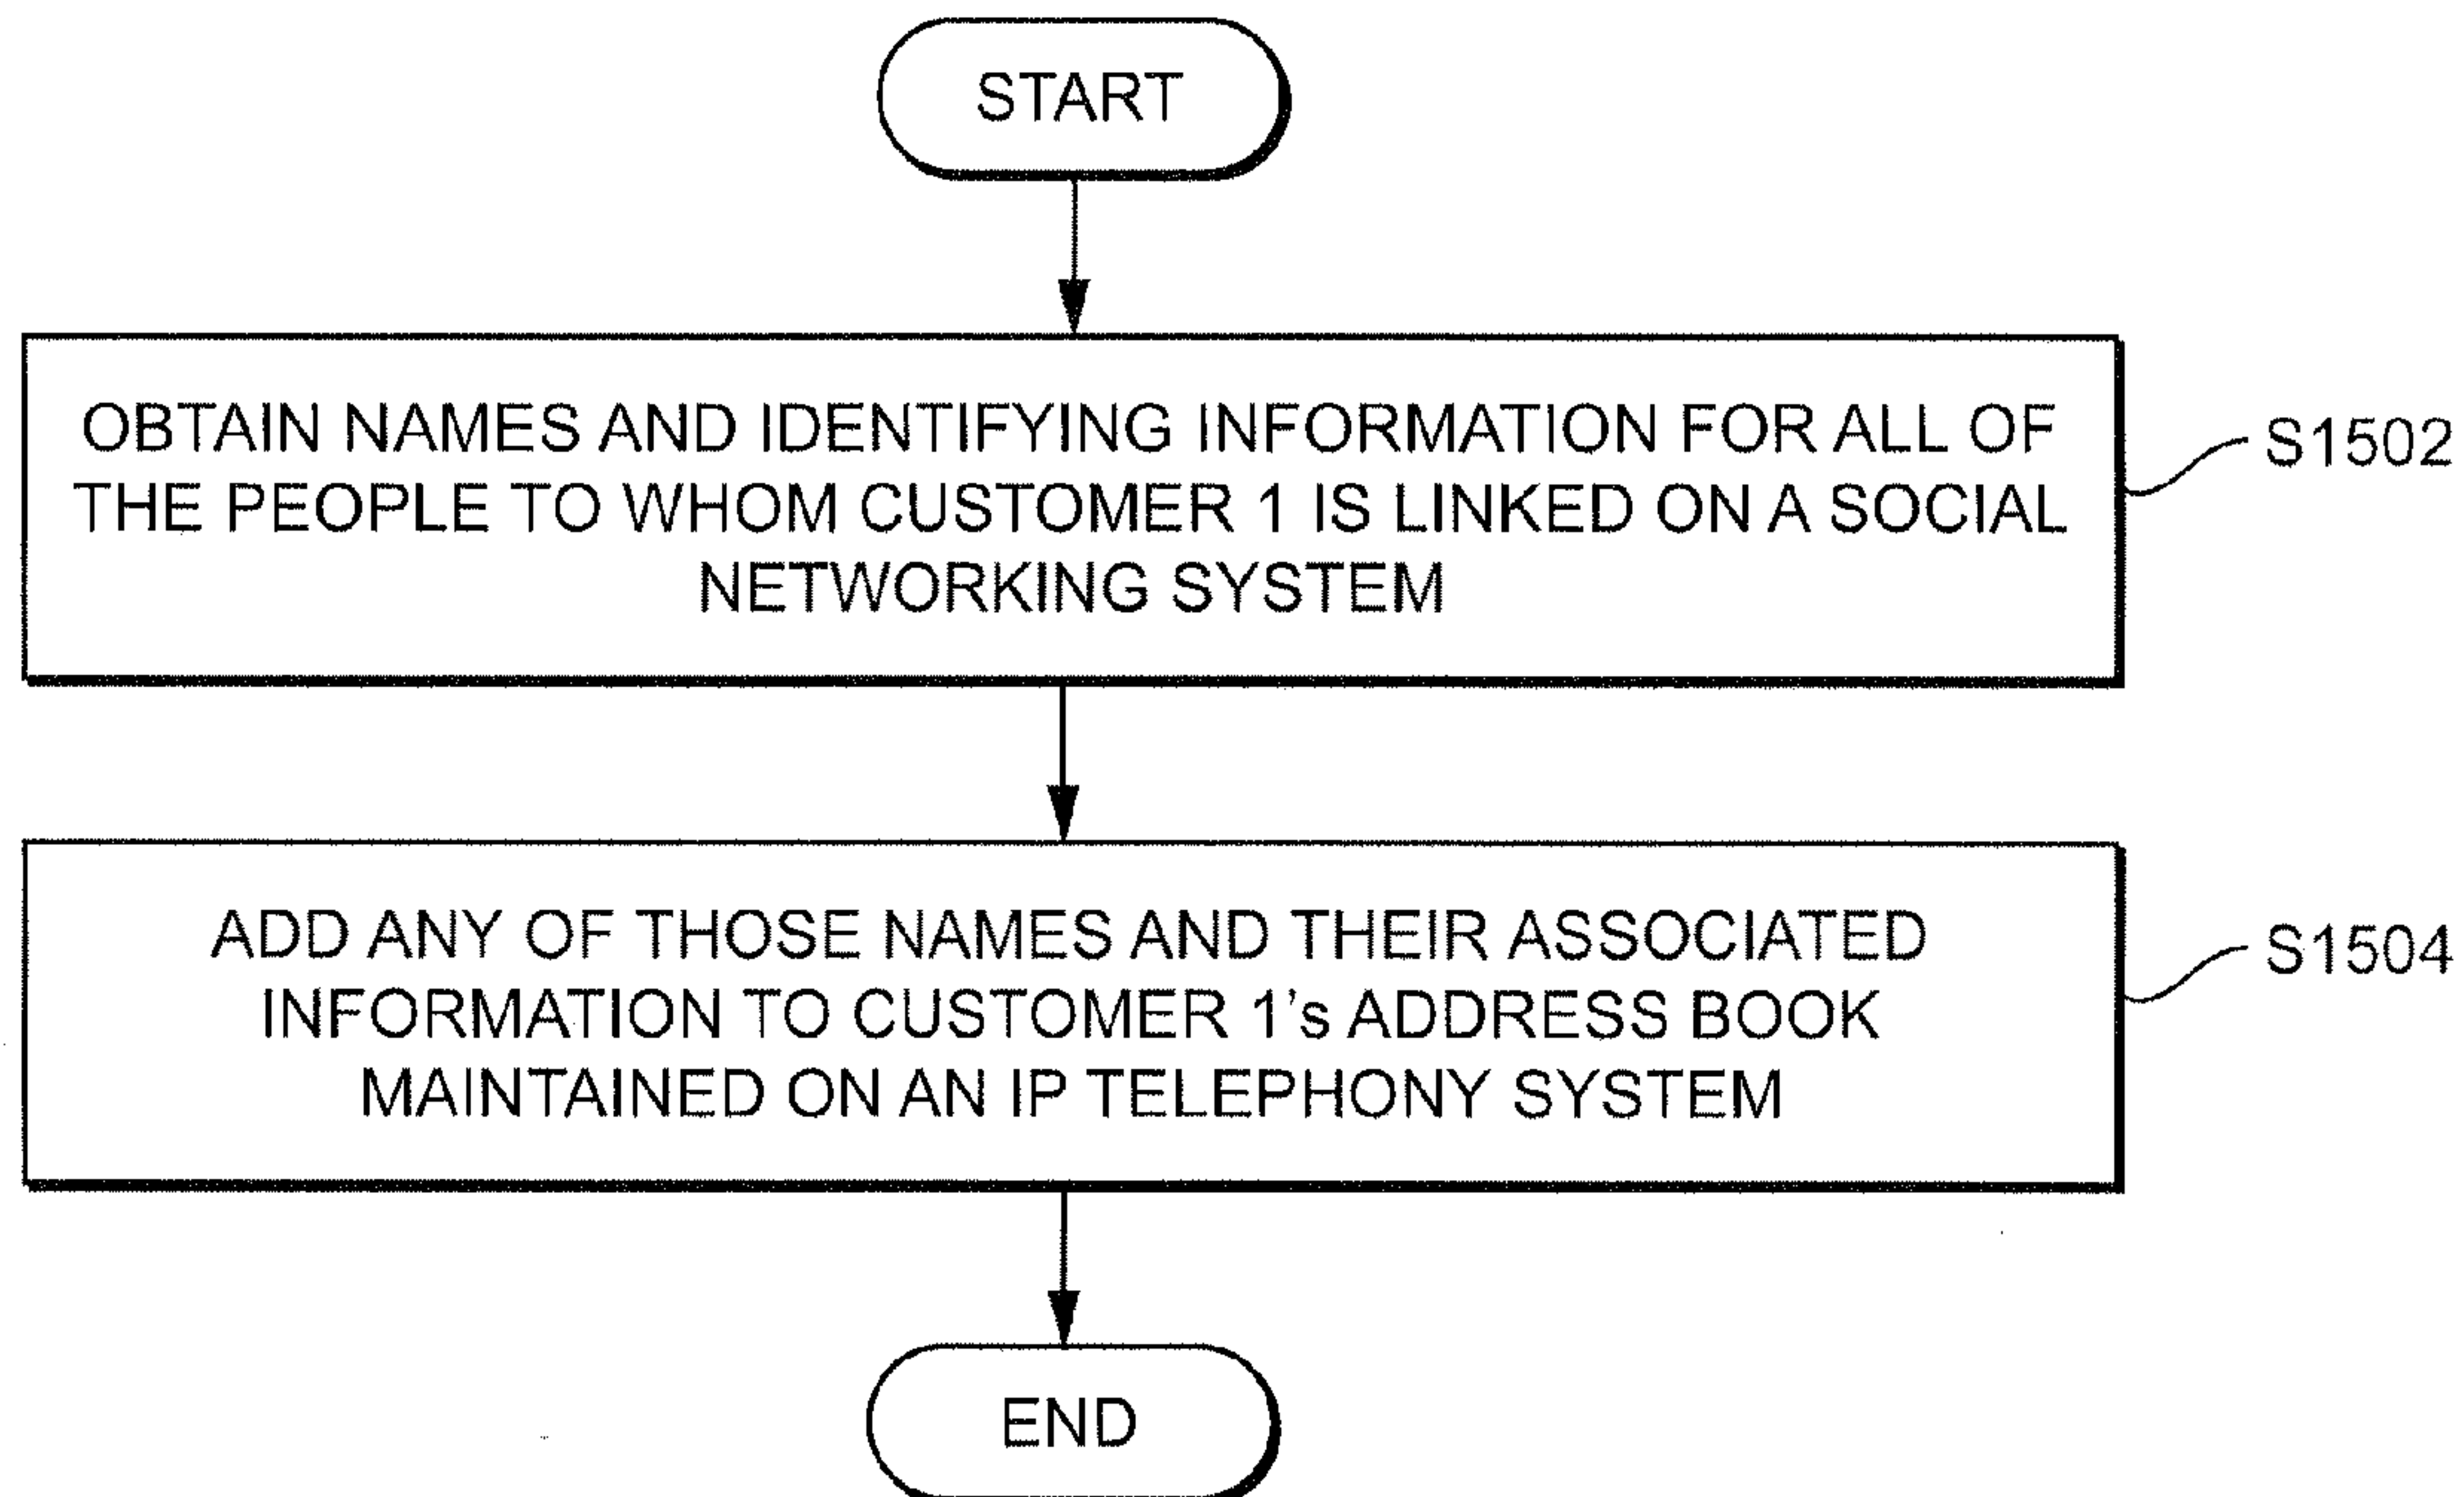 START
OBTAIN NAMES AND IDENTIFYING INFORMATION FOR ALL OF
THE PEOPLE TO WHOM CUSTOMER 1 IS LINKED ON A SOCIAL
NETWORKING SYSTEM
S1502
ADD ANY OF THOSE NAMES AND THEIR ASSOCIATED
INFORMATION TO CUSTOMER 1's ADDRESS BOOK
MAINTAINED ON AN IP TELEPHONY SYSTEM
S1504
END